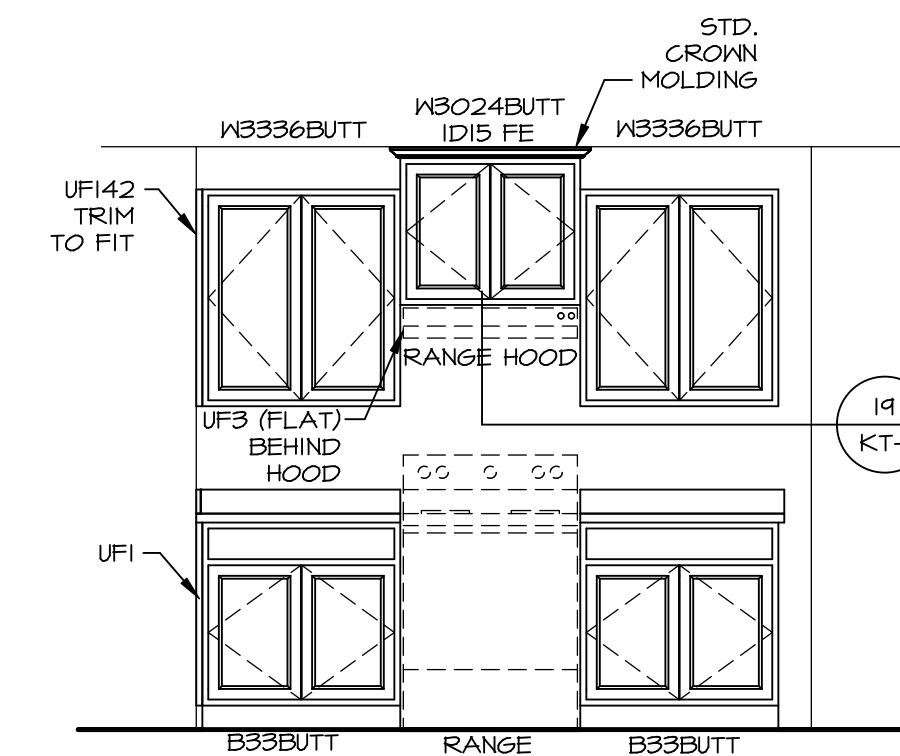 STD.
CROWN
MOLDING
W3024BUTT
1D15 FE
W3336BUTT
W3336BUTT
UF142
TRIM
TO FIT
RANGE HOOD
UF3 (FLAT)
BEHIND
HOOD
19
KT-
UF1
B33BUTT
RANGE
B33BUTT